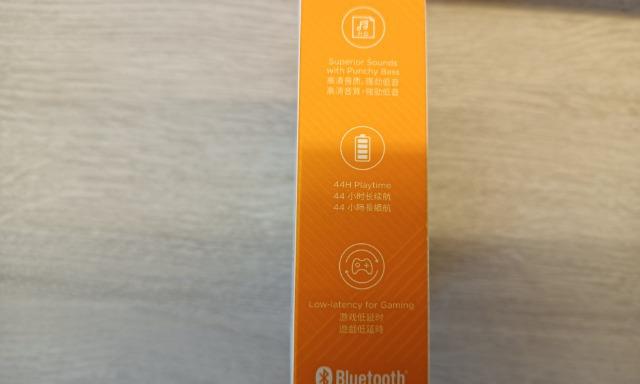 Superior Sounds
with Punchy Bass
高清音质，强劲低音
高清音質，強勁低音
44H Playtime
44 小时长续航
44 小時長續航
Low-latency for Gaming
游戏低延时
遊戲低延時
Bluetooth®